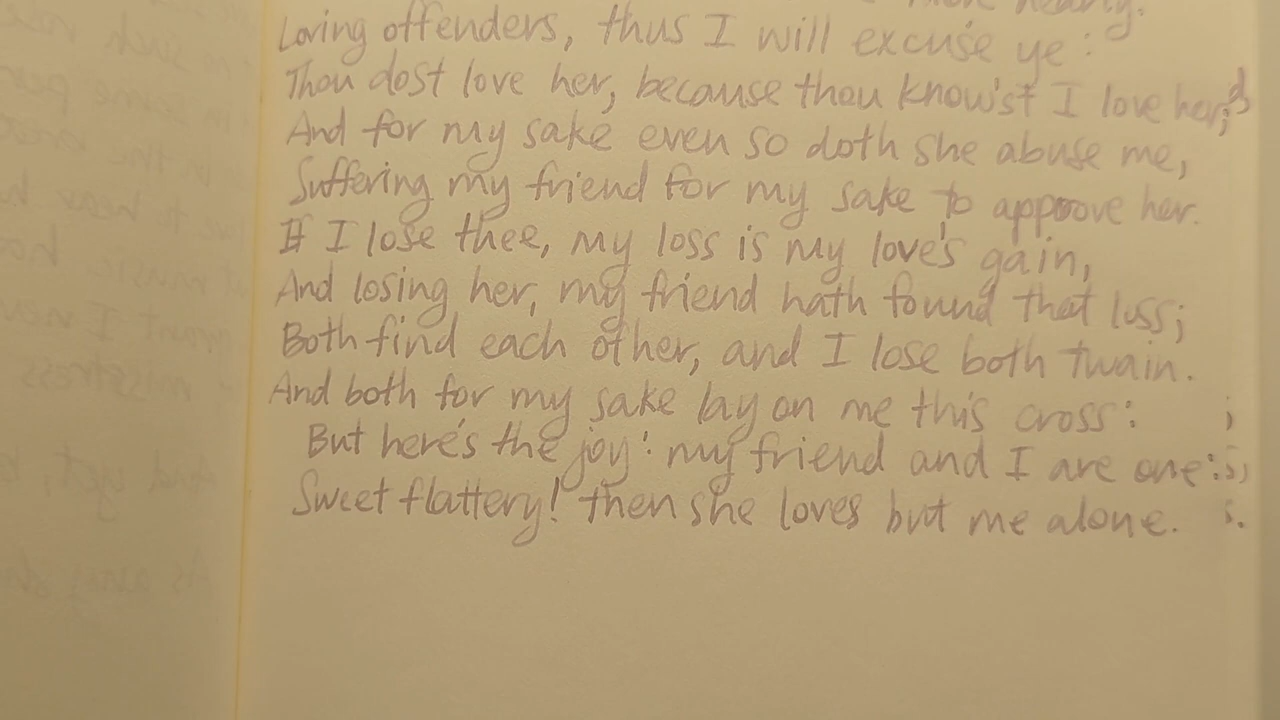 nearly.
Loving offenders, thus I will excuse ye:
Thou dost love her, because thou know'st I love her;
And for my sake even so doth she abuse me,
Suffering my friend for my sake to approve her.
If I lose thee, my loss is my love's gain,
And losing her, my friend hath found that loss;
Both find each other, and I lose both twain.
And both for my sake lay on me this cross:
But here's the joy: my friend and I are one:
Sweet flattery! then she loves but me alone.